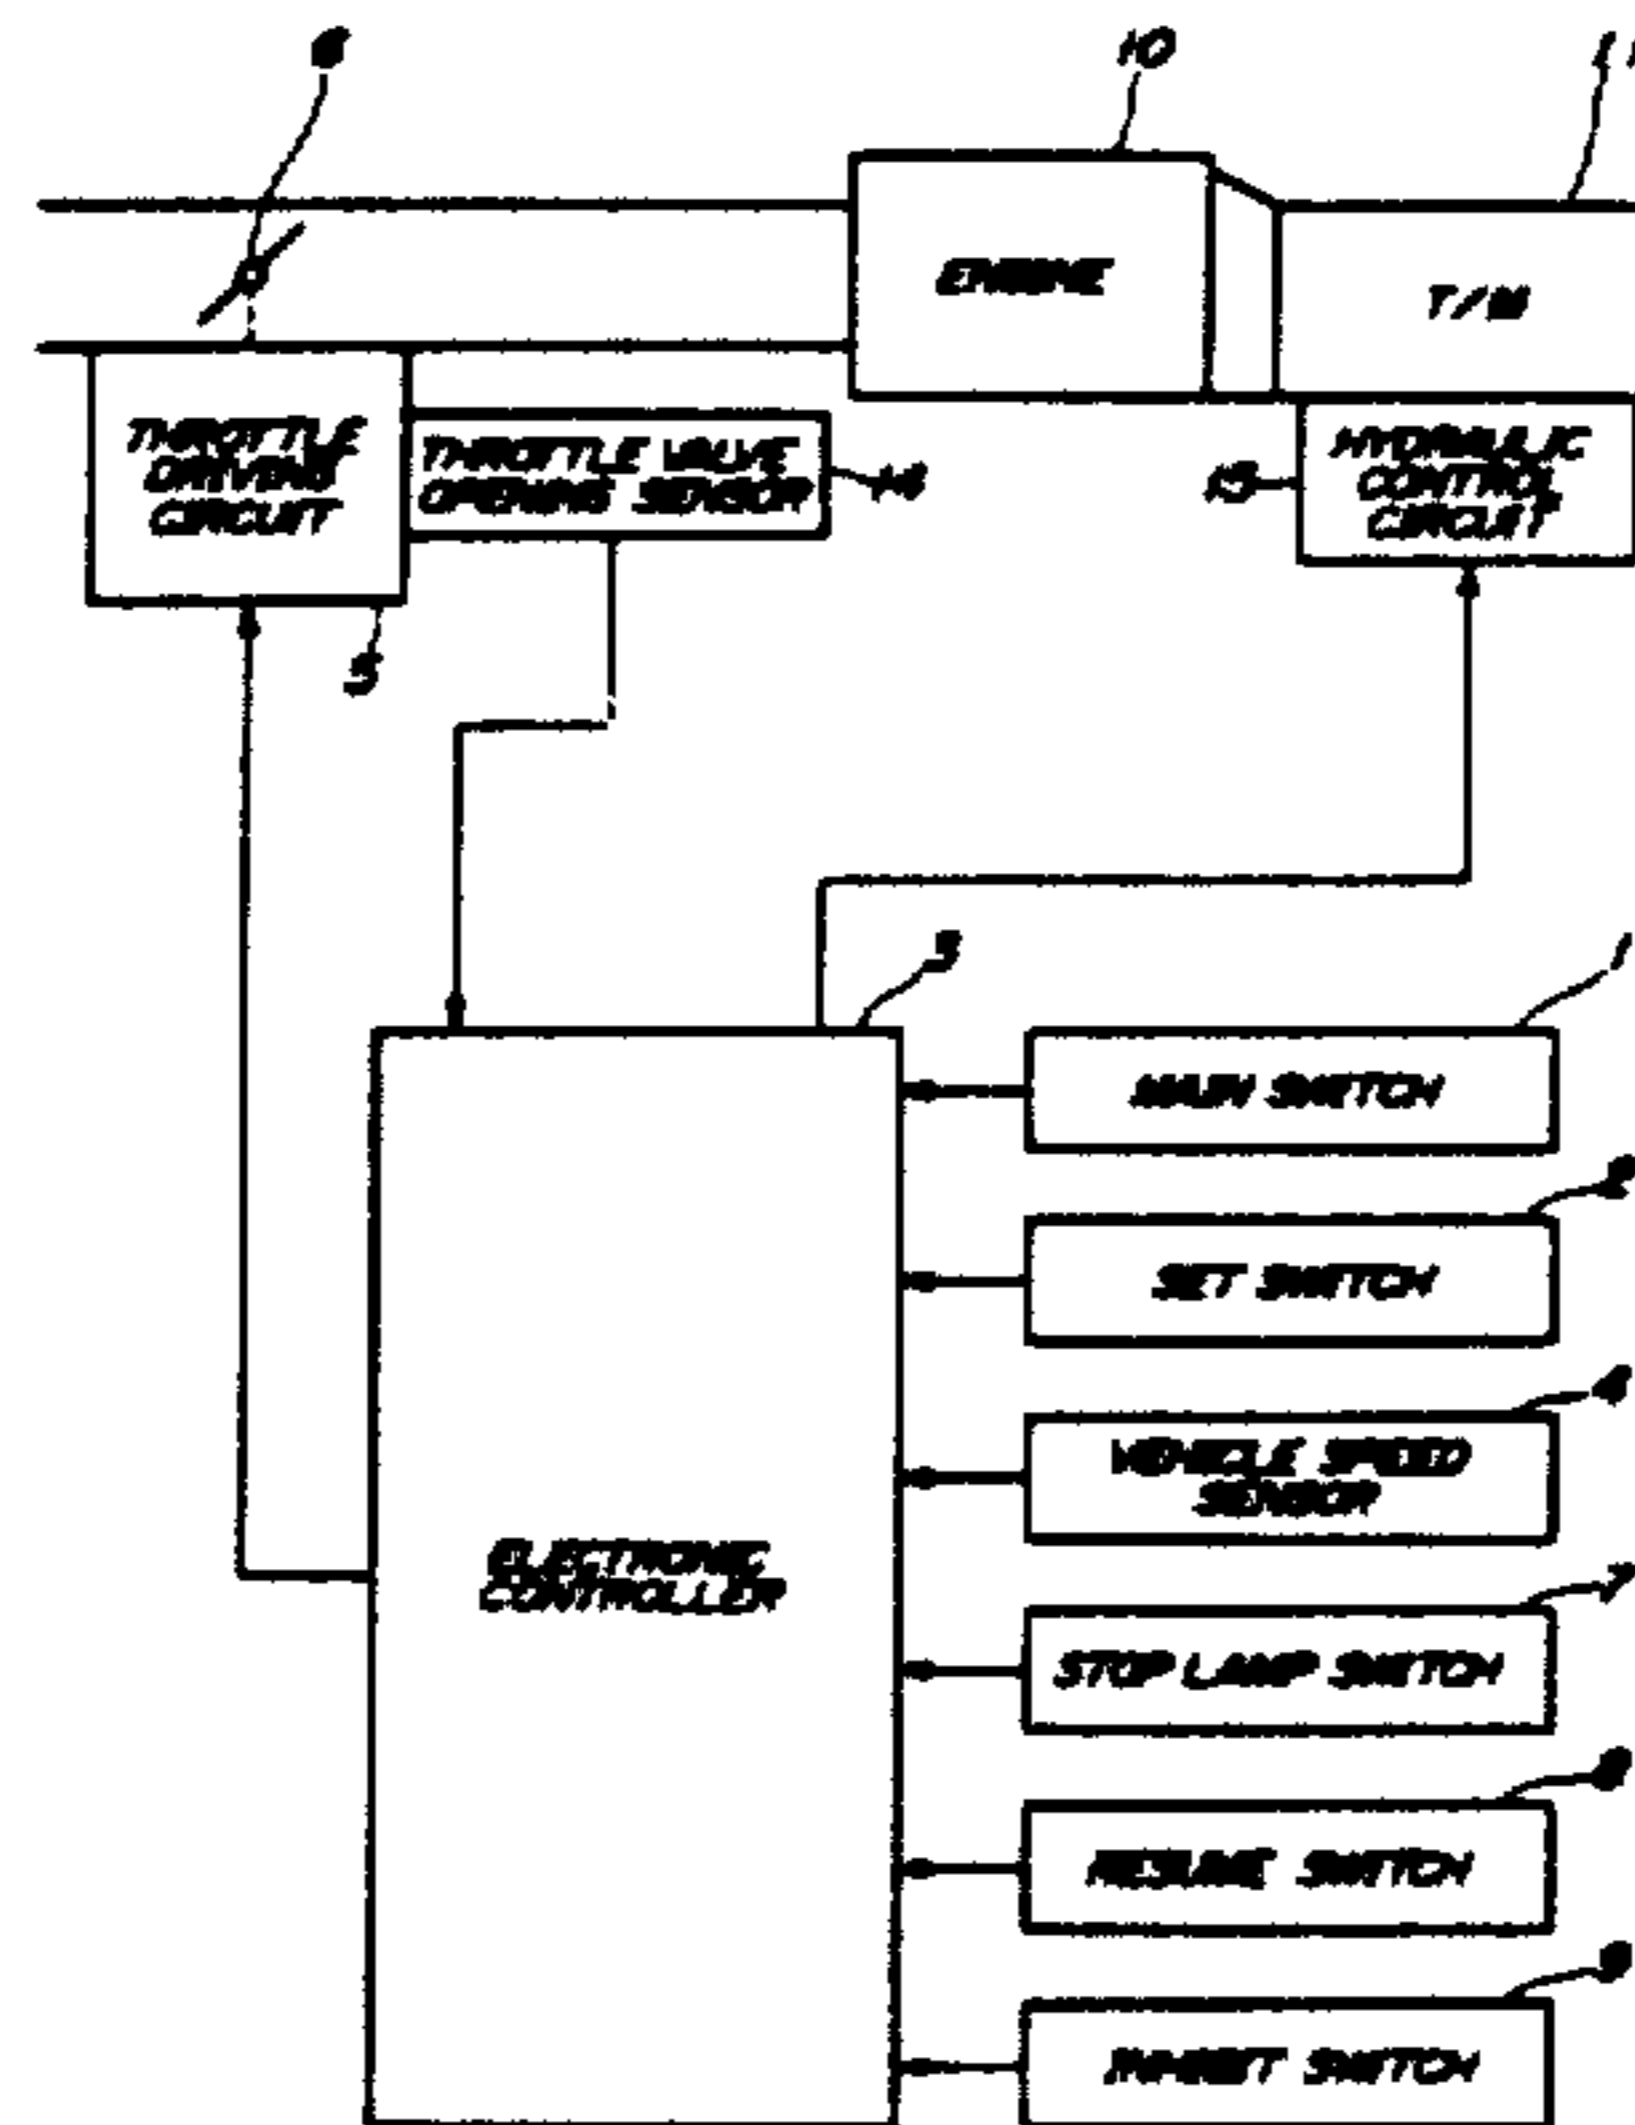 6
10
11
ENGINE
T/M
THROTTLE
DRIVING
CIRCUIT
THROTTLE VALVE
OPENING SENSOR
14
13
HYDRAULIC
CONTROL
CIRCUIT
5
3
1
MAIN SWITCH
2
SET SWITCH
4
VEHICLE SPEED
SENSOR
7
STOP LAMP SWITCH
8
RESUME SWITCH
9
INHIBIT SWITCH
ELECTRONIC
CONTROLLER